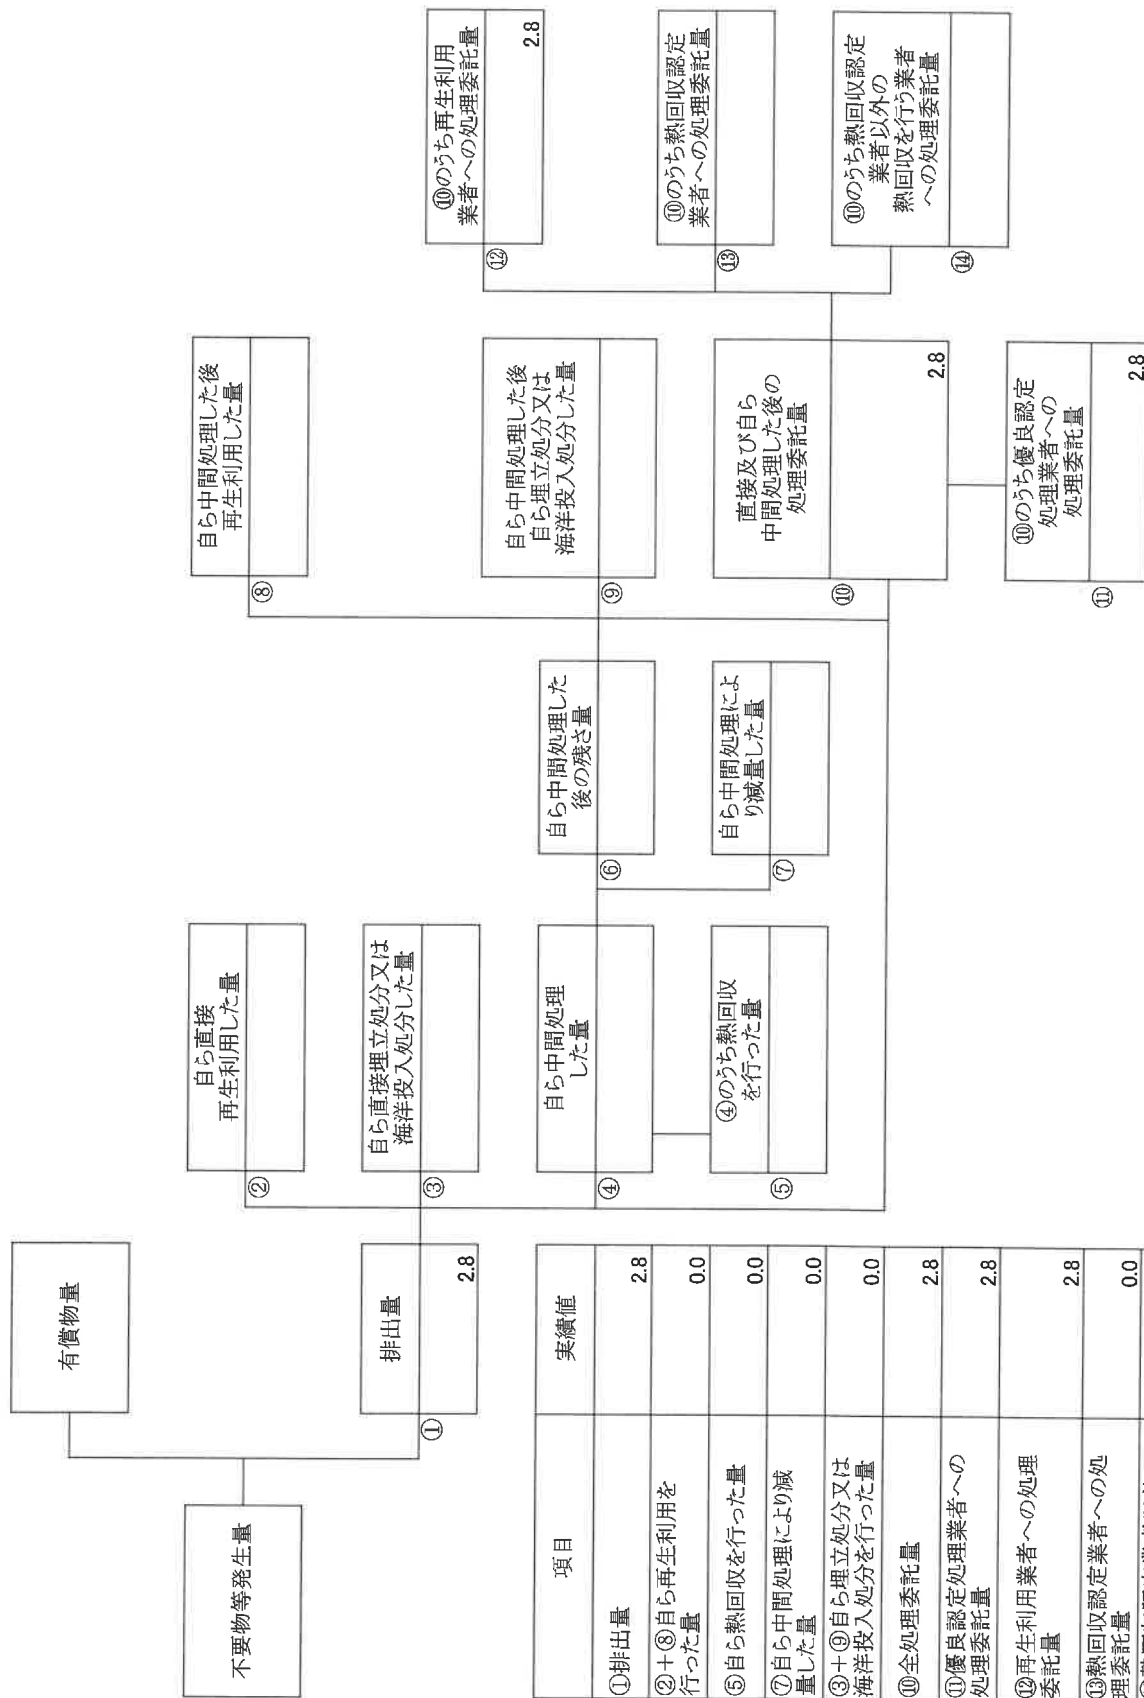 不要物等発生量
有償物量
①
排出量
2.8
②
自ら直接
再生利用した量
③
自ら直接埋立処分又は
海洋投入処分した量
④
自ら中間処理
した量
⑤
④のうち熱回収
を行った量
⑥
自ら中間処理した
後の残さ量
⑦
自ら中間処理によ
り減量した量
⑧
自ら中間処理した後
再生利用した量
⑨
自ら中間処理した後
自ら埋立処分又は
海洋投入処分した量
⑩
直接及び自ら
中間処理した後の
処理委託量
2.8
⑪
⑩のうち優良認定
処理業者への
処理委託量
2.8
⑫
⑩のうち再生利用
業者への処理委託量
2.8
⑬
⑩のうち熱回収認定
業者への処理委託量
⑭
⑩のうち熱回収認定
業者以外の
熱回収を行う業者
への処理委託量
項目 実績値
①排出量 2.8
②+⑧自ら再生利用を
行った量 0.0
⑤自ら熱回収を行った量 0.0
⑦自ら中間処理により減
量した量 0.0
③+⑨自ら埋立処分又は
海洋投入処分を行った量 0.0
⑩全処理委託量 2.8
⑪優良認定処理業者への
処理委託量 2.8
⑫再生利用業者への処理
委託量 2.8
⑬熱回収認定業者への処
理委託量 0.0